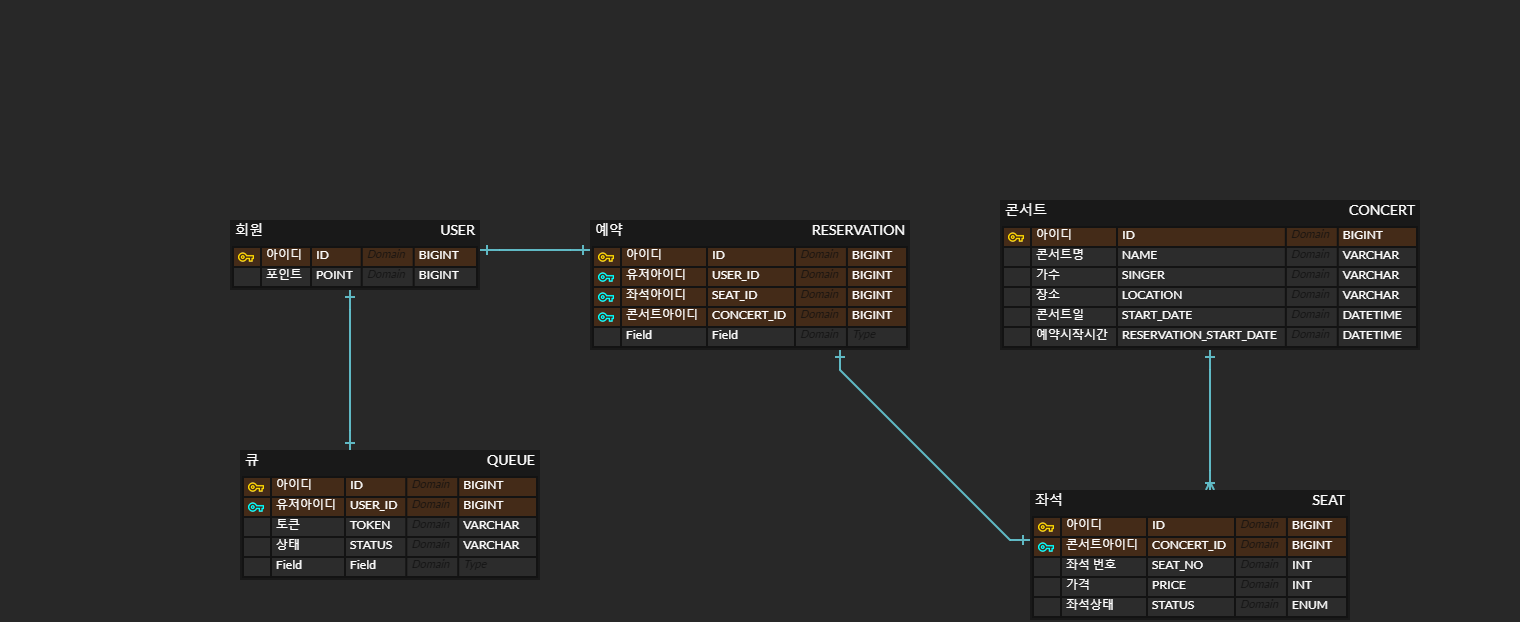 회원 USER
아이디 ID Domain BIGINT
포인트 POINT Domain BIGINT
예약 RESERVATION
아이디 ID Domain BIGINT
유저아이디 USER_ID Domain BIGINT
좌석아이디 SEAT_ID Domain BIGINT
콘서트아이디 CONCERT_ID Domain BIGINT
Field Field Domain Type
콘서트 CONCERT
아이디 ID Domain BIGINT
콘서트명 NAME Domain VARCHAR
가수 SINGER Domain VARCHAR
장소 LOCATION Domain VARCHAR
콘서트일 START_DATE Domain DATETIME
예약시작시간 RESERVATION_START_DATE Domain DATETIME
큐 QUEUE
아이디 ID Domain BIGINT
유저아이디 USER_ID Domain BIGINT
토큰 TOKEN Domain VARCHAR
상태 STATUS Domain VARCHAR
Field Field Domain Type
좌석 SEAT
아이디 ID Domain BIGINT
콘서트아이디 CONCERT_ID Domain BIGINT
좌석 번호 SEAT_NO Domain INT
가격 PRICE Domain INT
좌석상태 STATUS Domain ENUM